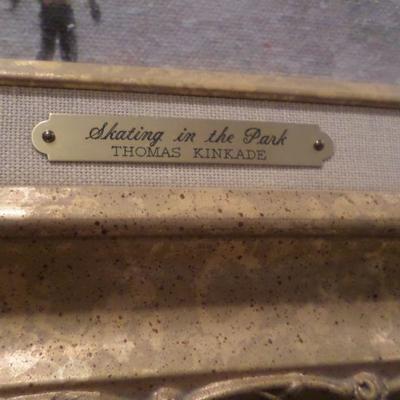 Skating in the Park
THOMAS KINKADE